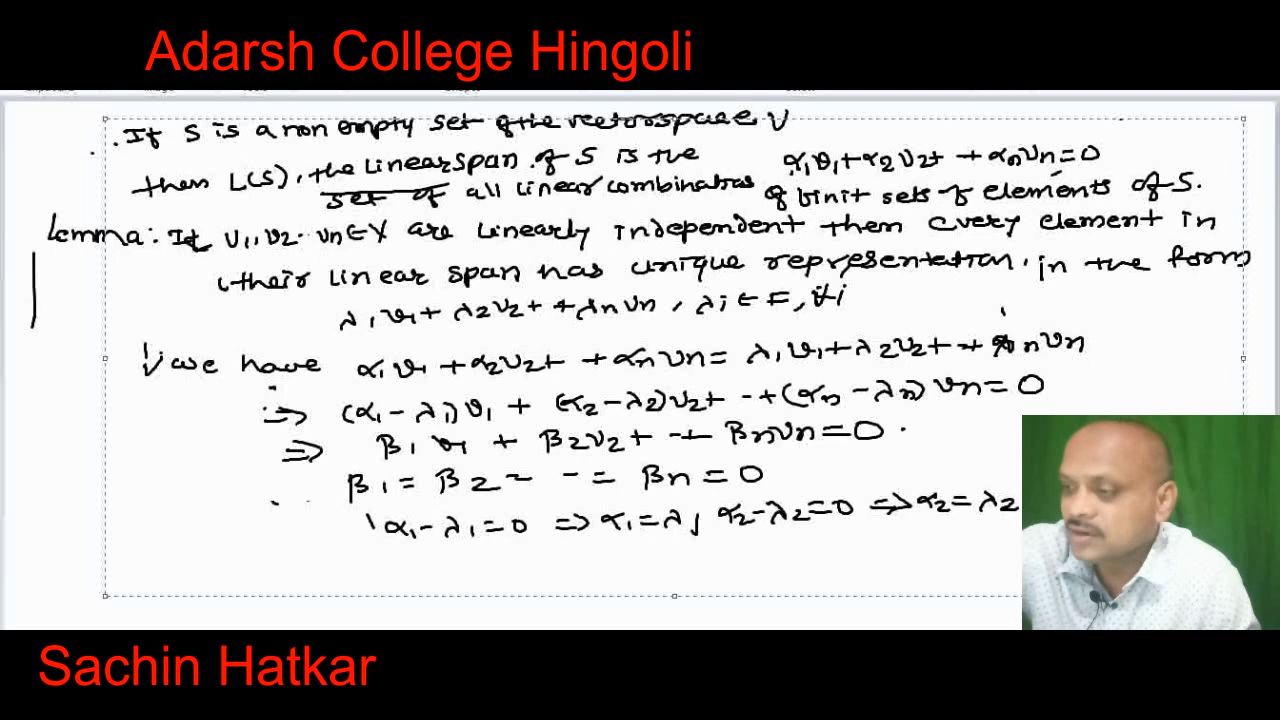 Adarsh College Hingoli
If S is a non empty set of the vectorspace V
then L(S), the linear span of S is the
set of all linear combinations of finit sets of elements of S.
α₁v₁+α₂v₂+ +αₙvₙ=0
Lemma: If v₁,v₂.. vₙ∈V are linearly independent then every element in
their linear span has unique representation. in the form
λ₁v₁+ λ₂v₂+ +λₙvₙ, λi ∈ F, ∀i
we have α₁v₁ +α₂v₂+ +αₙvₙ= λ₁v₁+λ₂v₂+ -+ λₙvₙ
⇒ (α₁-λ₁)v₁ + (α₂-λ₂)v₂+ -+(αₙ-λₙ)vₙ=0
⇒ β₁v₁ + β₂v₂+ -+ βₙvₙ=0.
∴ β₁= β₂- -= βₙ=0
α₁-λ₁=0 ⇒ α₁=λ₁, α₂-λ₂=0 ⇒α₂=λ₂
Sachin Hatkar